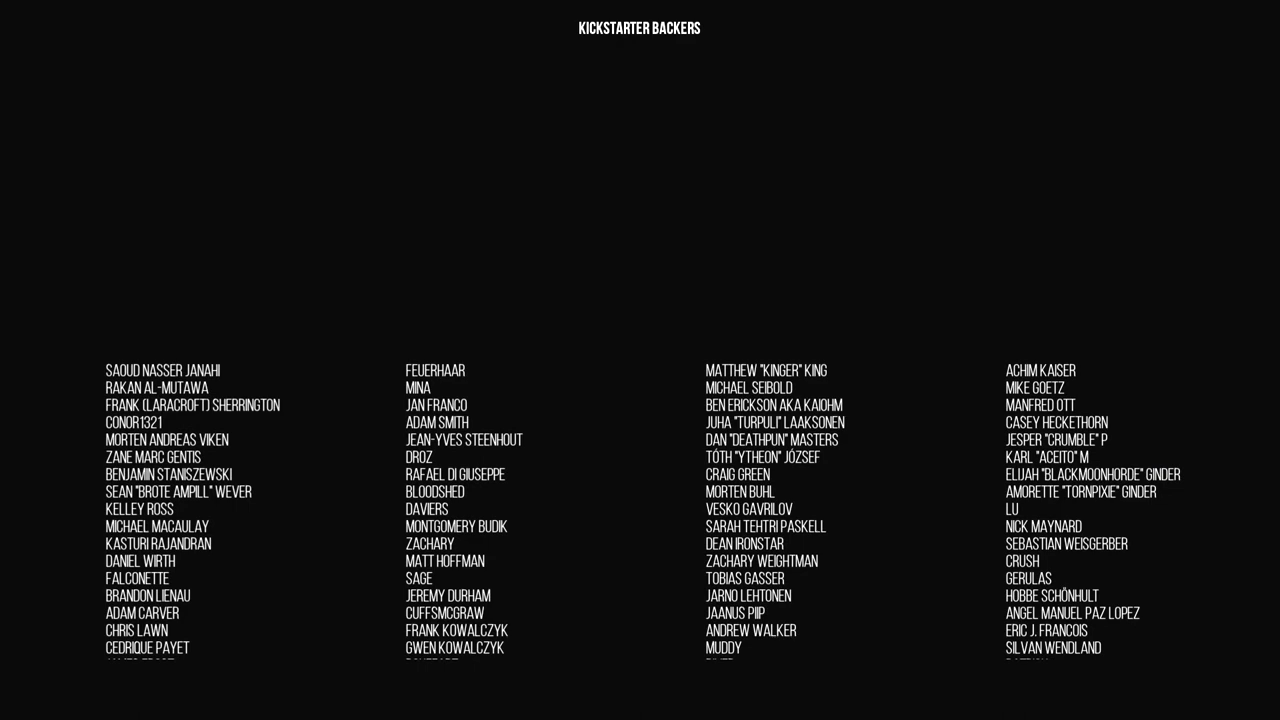 KICKSTARTER BACKERS
SAOUD NASSER JANAHI
RAKAN AL-MUTAWA
FRANK (LARACROFT) SHERRINGTON
CONOR1321
MORTEN ANDREAS VIKEN
ZANE MARC GENTIS
BENJAMIN STANISZEWSKI
SEAN "BROTE AMPILL" WEVER
KELLEY ROSS
MICHAEL MACAULAY
KASTURI RAJANDRAN
DANIEL WIRTH
FALCONETTE
BRANDON LIENAU
ADAM CARVER
CHRIS LAWN
CEDRIQUE PAYET
FEUERHAAR
MINA
JAN FRANCO
ADAM SMITH
JEAN-YVES STEENHOUT
DROZ
RAFAEL DI GIUSEPPE
BLOODSHED
DAVIERS
MONTGOMERY BUDIK
ZACHARY
MATT HOFFMAN
SAGE
JEREMY DURHAM
CUFFSMCGRAW
FRANK KOWALCZYK
GWEN KOWALCZYK
MATTHEW "KINGER" KING
MICHAEL SEIBOLD
BEN ERICKSON AKA KAIOHM
JUHA "TURPULI" LAAKSONEN
DAN "DEATHPUN" MASTERS
TÓTH "YTHEON" JÓZSEF
CRAIG GREEN
MORTEN BUHL
VESKO GAVRILOV
SARAH TEHTRI PASKELL
DEAN IRONSTAR
ZACHARY WEIGHTMAN
TOBIAS GASSER
JARNO LEHTONEN
JAANUS PIIP
ANDREW WALKER
MUDDY
ACHIM KAISER
MIKE GOETZ
MANFRED OTT
CASEY HECKETHORN
JESPER "CRUMBLE" P
KARL "ACEITO" M
ELIJAH "BLACKMOONHORDE" GINDER
AMORETTE "TORNPIXIE" GINDER
LU
NICK MAYNARD
SEBASTIAN WEISGERBER
CRUSH
GERULAS
HOBBE SCHÖNHULT
ANGEL MANUEL PAZ LOPEZ
ERIC J. FRANCOIS
SILVAN WENDLAND